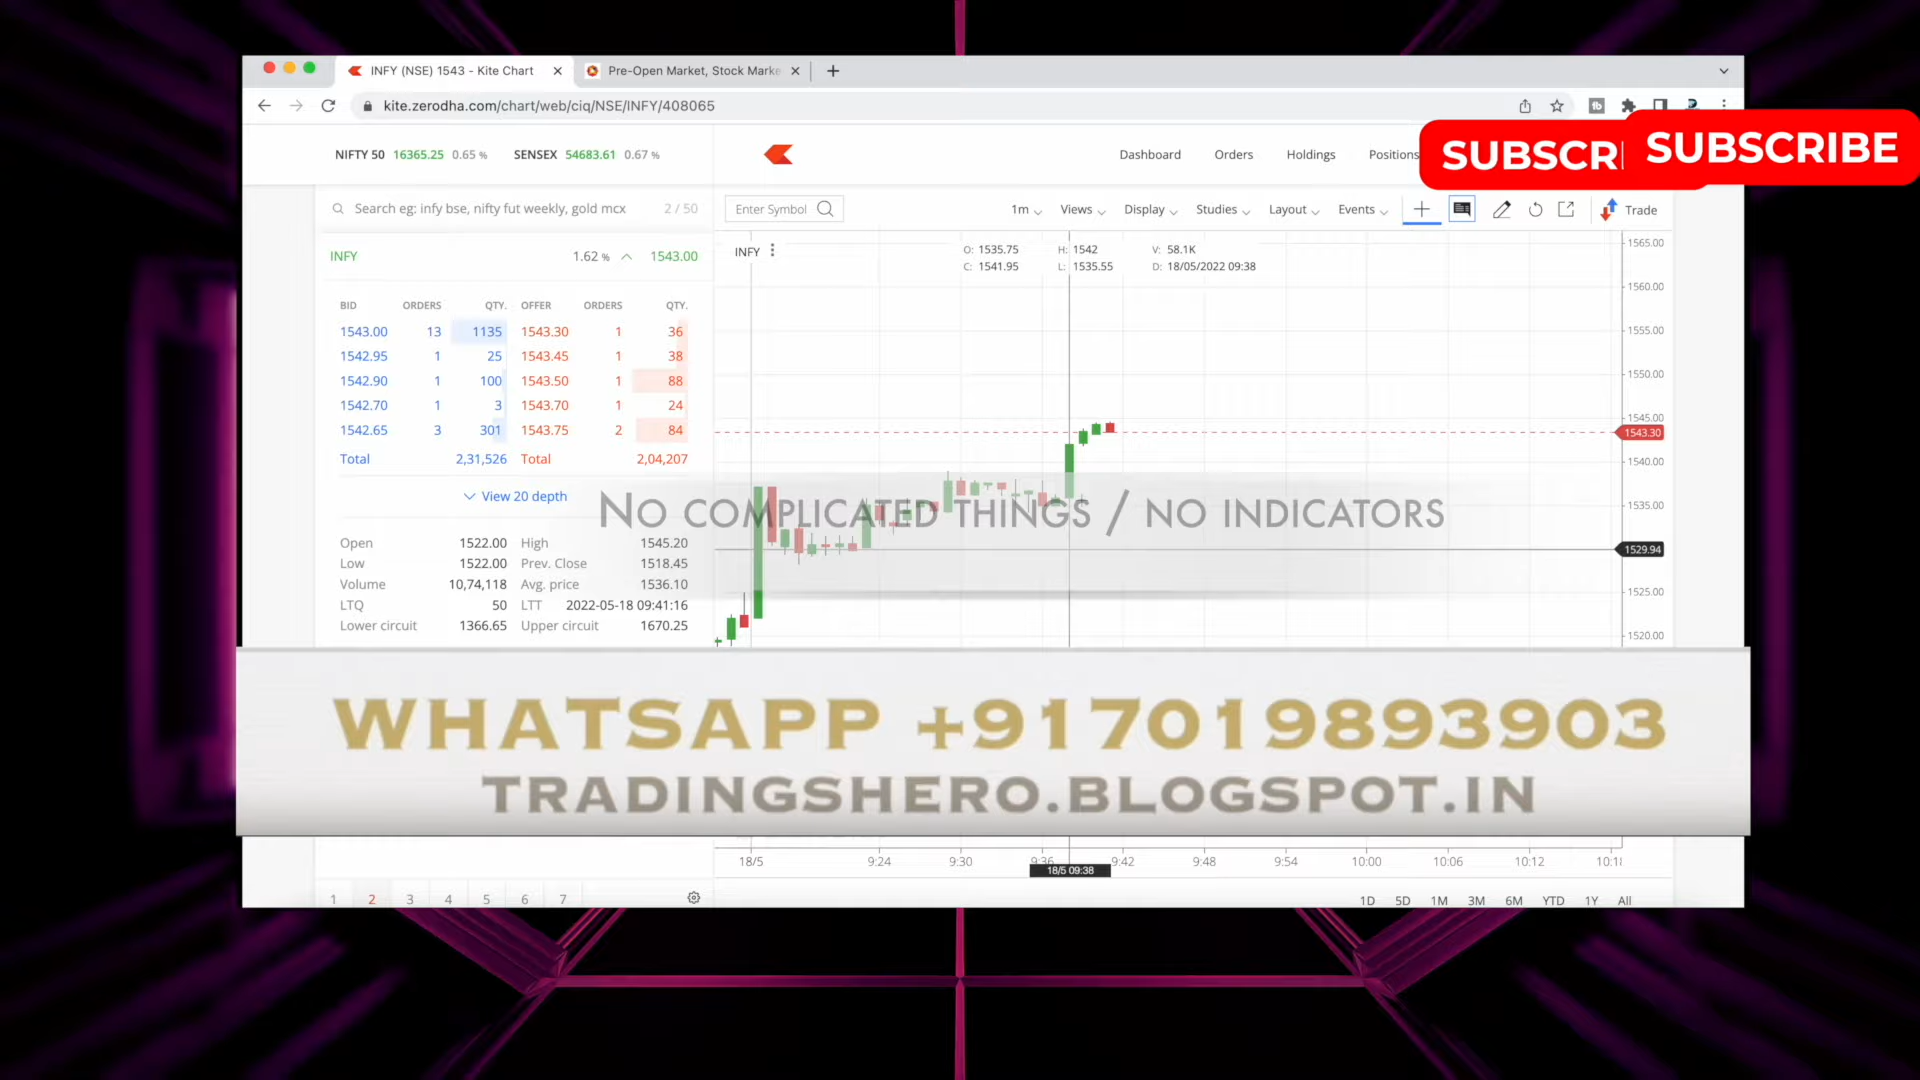 INFY (NSE) 1543 - Kite Chart
Pre-Open Market, Stock Marke
kite.zerodha.com/chart/web/ciq/NSE/INFY/408065
NIFTY 50 16365.25 0.65 % SENSEX 54683.61 0.67 %
Dashboard Orders Holdings Positions
SUBSCRI
SUBSCRIBE
Search eg: infy bse, nifty fut weekly, gold mcx 2 / 50
Enter Symbol 1m Views Display Studies Layout Events Trade
INFY 1.62 % 1543.00
INFY
O: 1535.75 H: 1542 V: 58.1K
C: 1541.95 L: 1535.55 D: 18/05/2022 09:38
BID ORDERS QTY. OFFER ORDERS QTY.
1543.00 13 1135 1543.30 1 36
1542.95 1 25 1543.45 1 38
1542.90 1 100 1543.50 1 88
1542.70 1 3 1543.70 1 24
1542.65 3 301 1543.75 2 84
Total 2,31,526 Total 2,04,207
View 20 depth
Open 1522.00 High 1545.20
Low 1522.00 Prev. Close 1518.45
Volume 10,74,118 Avg. price 1536.10
LTQ 50 LTT 2022-05-18 09:41:16
Lower circuit 1366.65 Upper circuit 1670.25
1565.00
1560.00
1555.00
1550.00
1545.00
1543.30
1540.00
1535.00
1529.94
1525.00
1520.00
NO COMPLICATED THINGS / NO INDICATORS
WHATSAPP +917019893903
TRADINGSHERO.BLOGSPOT.IN
18/5 9:24 9:30 9:36 9:42 9:48 9:54 10:00 10:06 10:12 10:1
18/5 09:38
1 2 3 4 5 6 7
1D 5D 1M 3M 6M YTD 1Y All